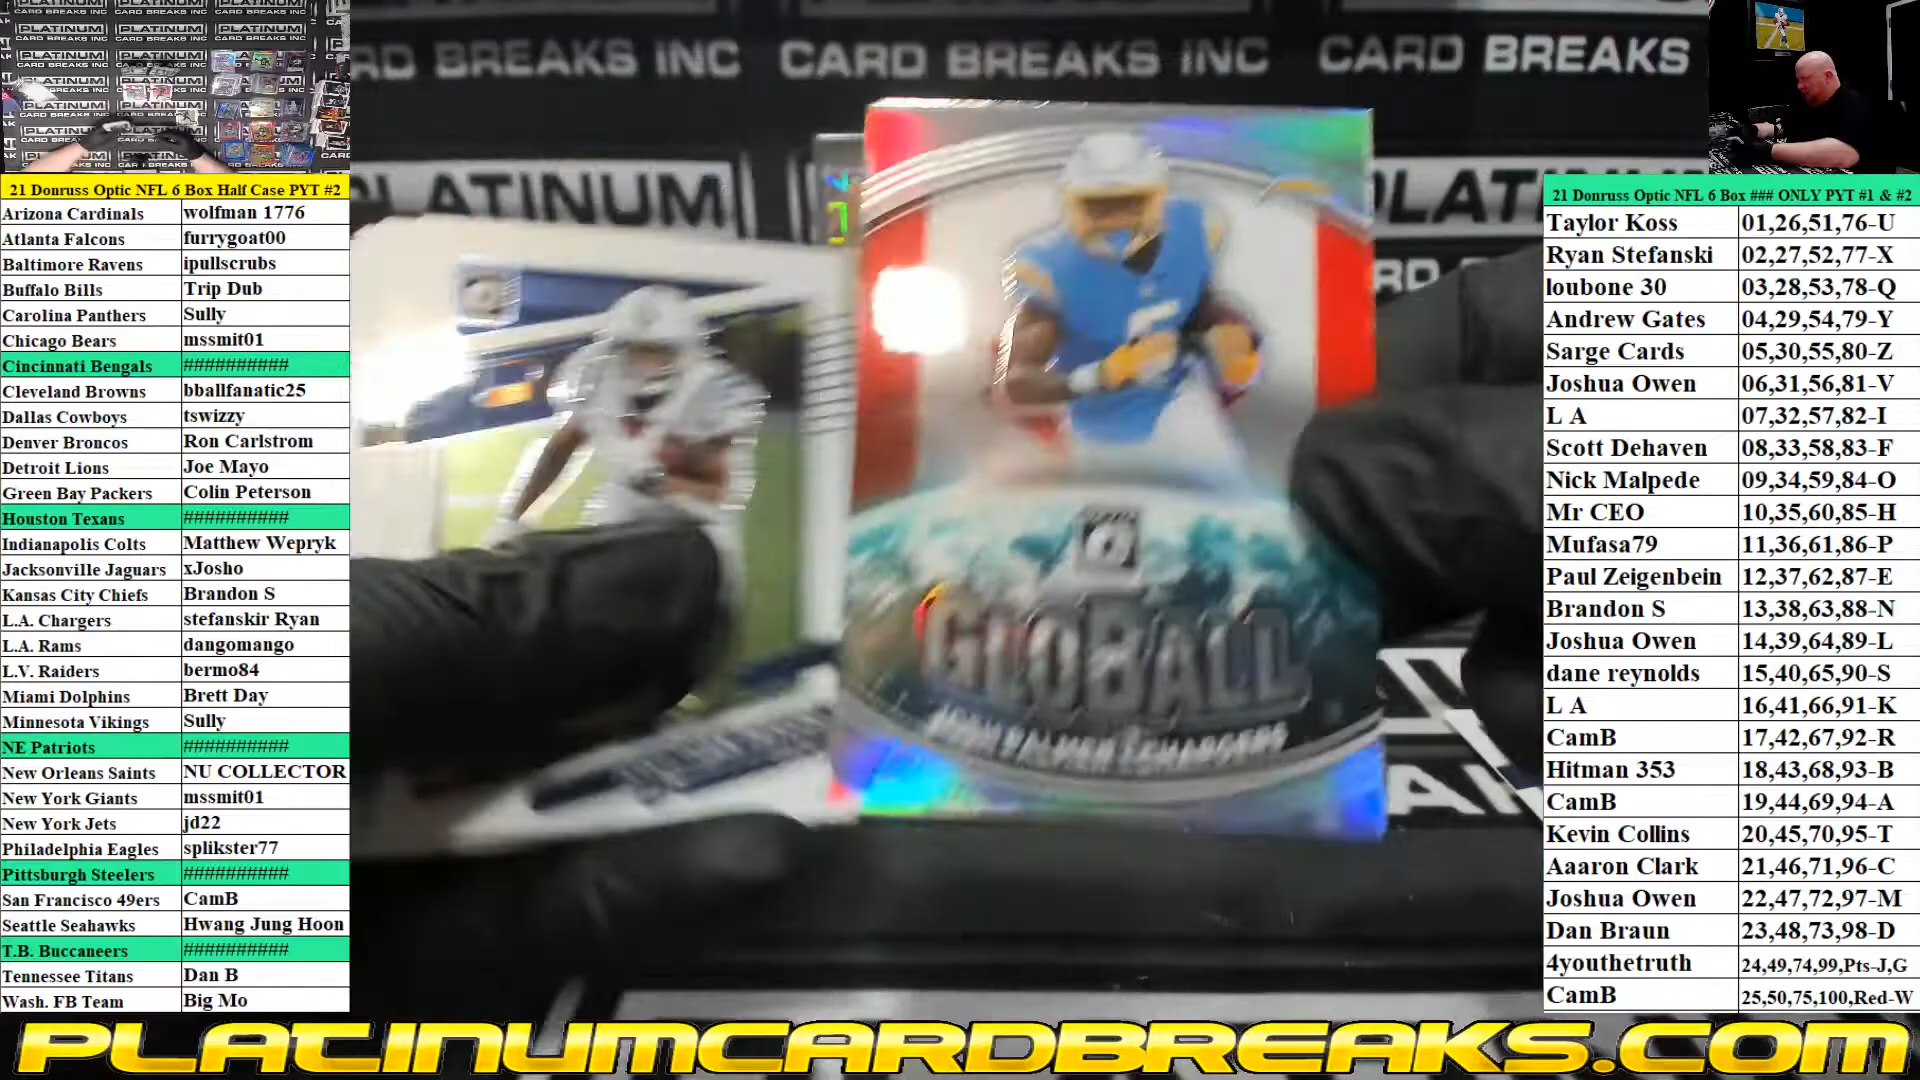 PLATINUM
CARD BREAKS INC
RD BREAKS INC CARD BREAKS INC CARD BREAKS
PLATINUM
21 Donruss Optic NFL 6 Box Half Case PYT #2
Arizona Cardinals wolfman 1776
Atlanta Falcons furrygoat00
Baltimore Ravens ipullscrubs
Buffalo Bills Trip Dub
Carolina Panthers Sully
Chicago Bears mssmit01
Cincinnati Bengals ##########
Cleveland Browns bballfanatic25
Dallas Cowboys tswizzy
Denver Broncos Ron Carlstrom
Detroit Lions Joe Mayo
Green Bay Packers Colin Peterson
Houston Texans ##########
Indianapolis Colts Matthew Wepryk
Jacksonville Jaguars xJosho
Kansas City Chiefs Brandon S
L.A. Chargers stefanskir Ryan
L.A. Rams dangomango
L.V. Raiders bermo84
Miami Dolphins Brett Day
Minnesota Vikings Sully
NE Patriots ##########
New Orleans Saints NU COLLECTOR
New York Giants mssmit01
New York Jets jd22
Philadelphia Eagles splikster77
Pittsburgh Steelers ##########
San Francisco 49ers CamB
Seattle Seahawks Hwang Jung Hoon
T.B. Buccaneers ##########
Tennessee Titans Dan B
Wash. FB Team Big Mo
GLOBALL
CHARGERS
21 Donruss Optic NFL 6 Box ### ONLY PYT #1 & #2
Taylor Koss 01,26,51,76-U
Ryan Stefanski 02,27,52,77-X
loubone 30 03,28,53,78-Q
Andrew Gates 04,29,54,79-Y
Sarge Cards 05,30,55,80-Z
Joshua Owen 06,31,56,81-V
L A 07,32,57,82-I
Scott Dehaven 08,33,58,83-F
Nick Malpede 09,34,59,84-O
Mr CEO 10,35,60,85-H
Mufasa79 11,36,61,86-P
Paul Zeigenbein 12,37,62,87-E
Brandon S 13,38,63,88-N
Joshua Owen 14,39,64,89-L
dane reynolds 15,40,65,90-S
L A 16,41,66,91-K
CamB 17,42,67,92-R
Hitman 353 18,43,68,93-B
CamB 19,44,69,94-A
Kevin Collins 20,45,70,95-T
Aaaron Clark 21,46,71,96-C
Joshua Owen 22,47,72,97-M
Dan Braun 23,48,73,98-D
4youthetruth 24,49,74,99,Pts-J,G
CamB 25,50,75,100,Red-W
PLATINUMCARDBREAKS.COM